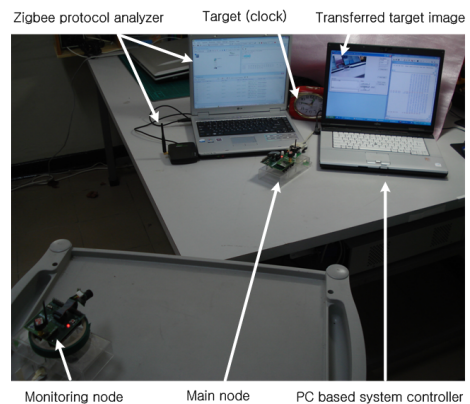 Zigbee protocol analyzer
Target (clock)
Transferred target image
Monitoring node
Main node
PC based system controller